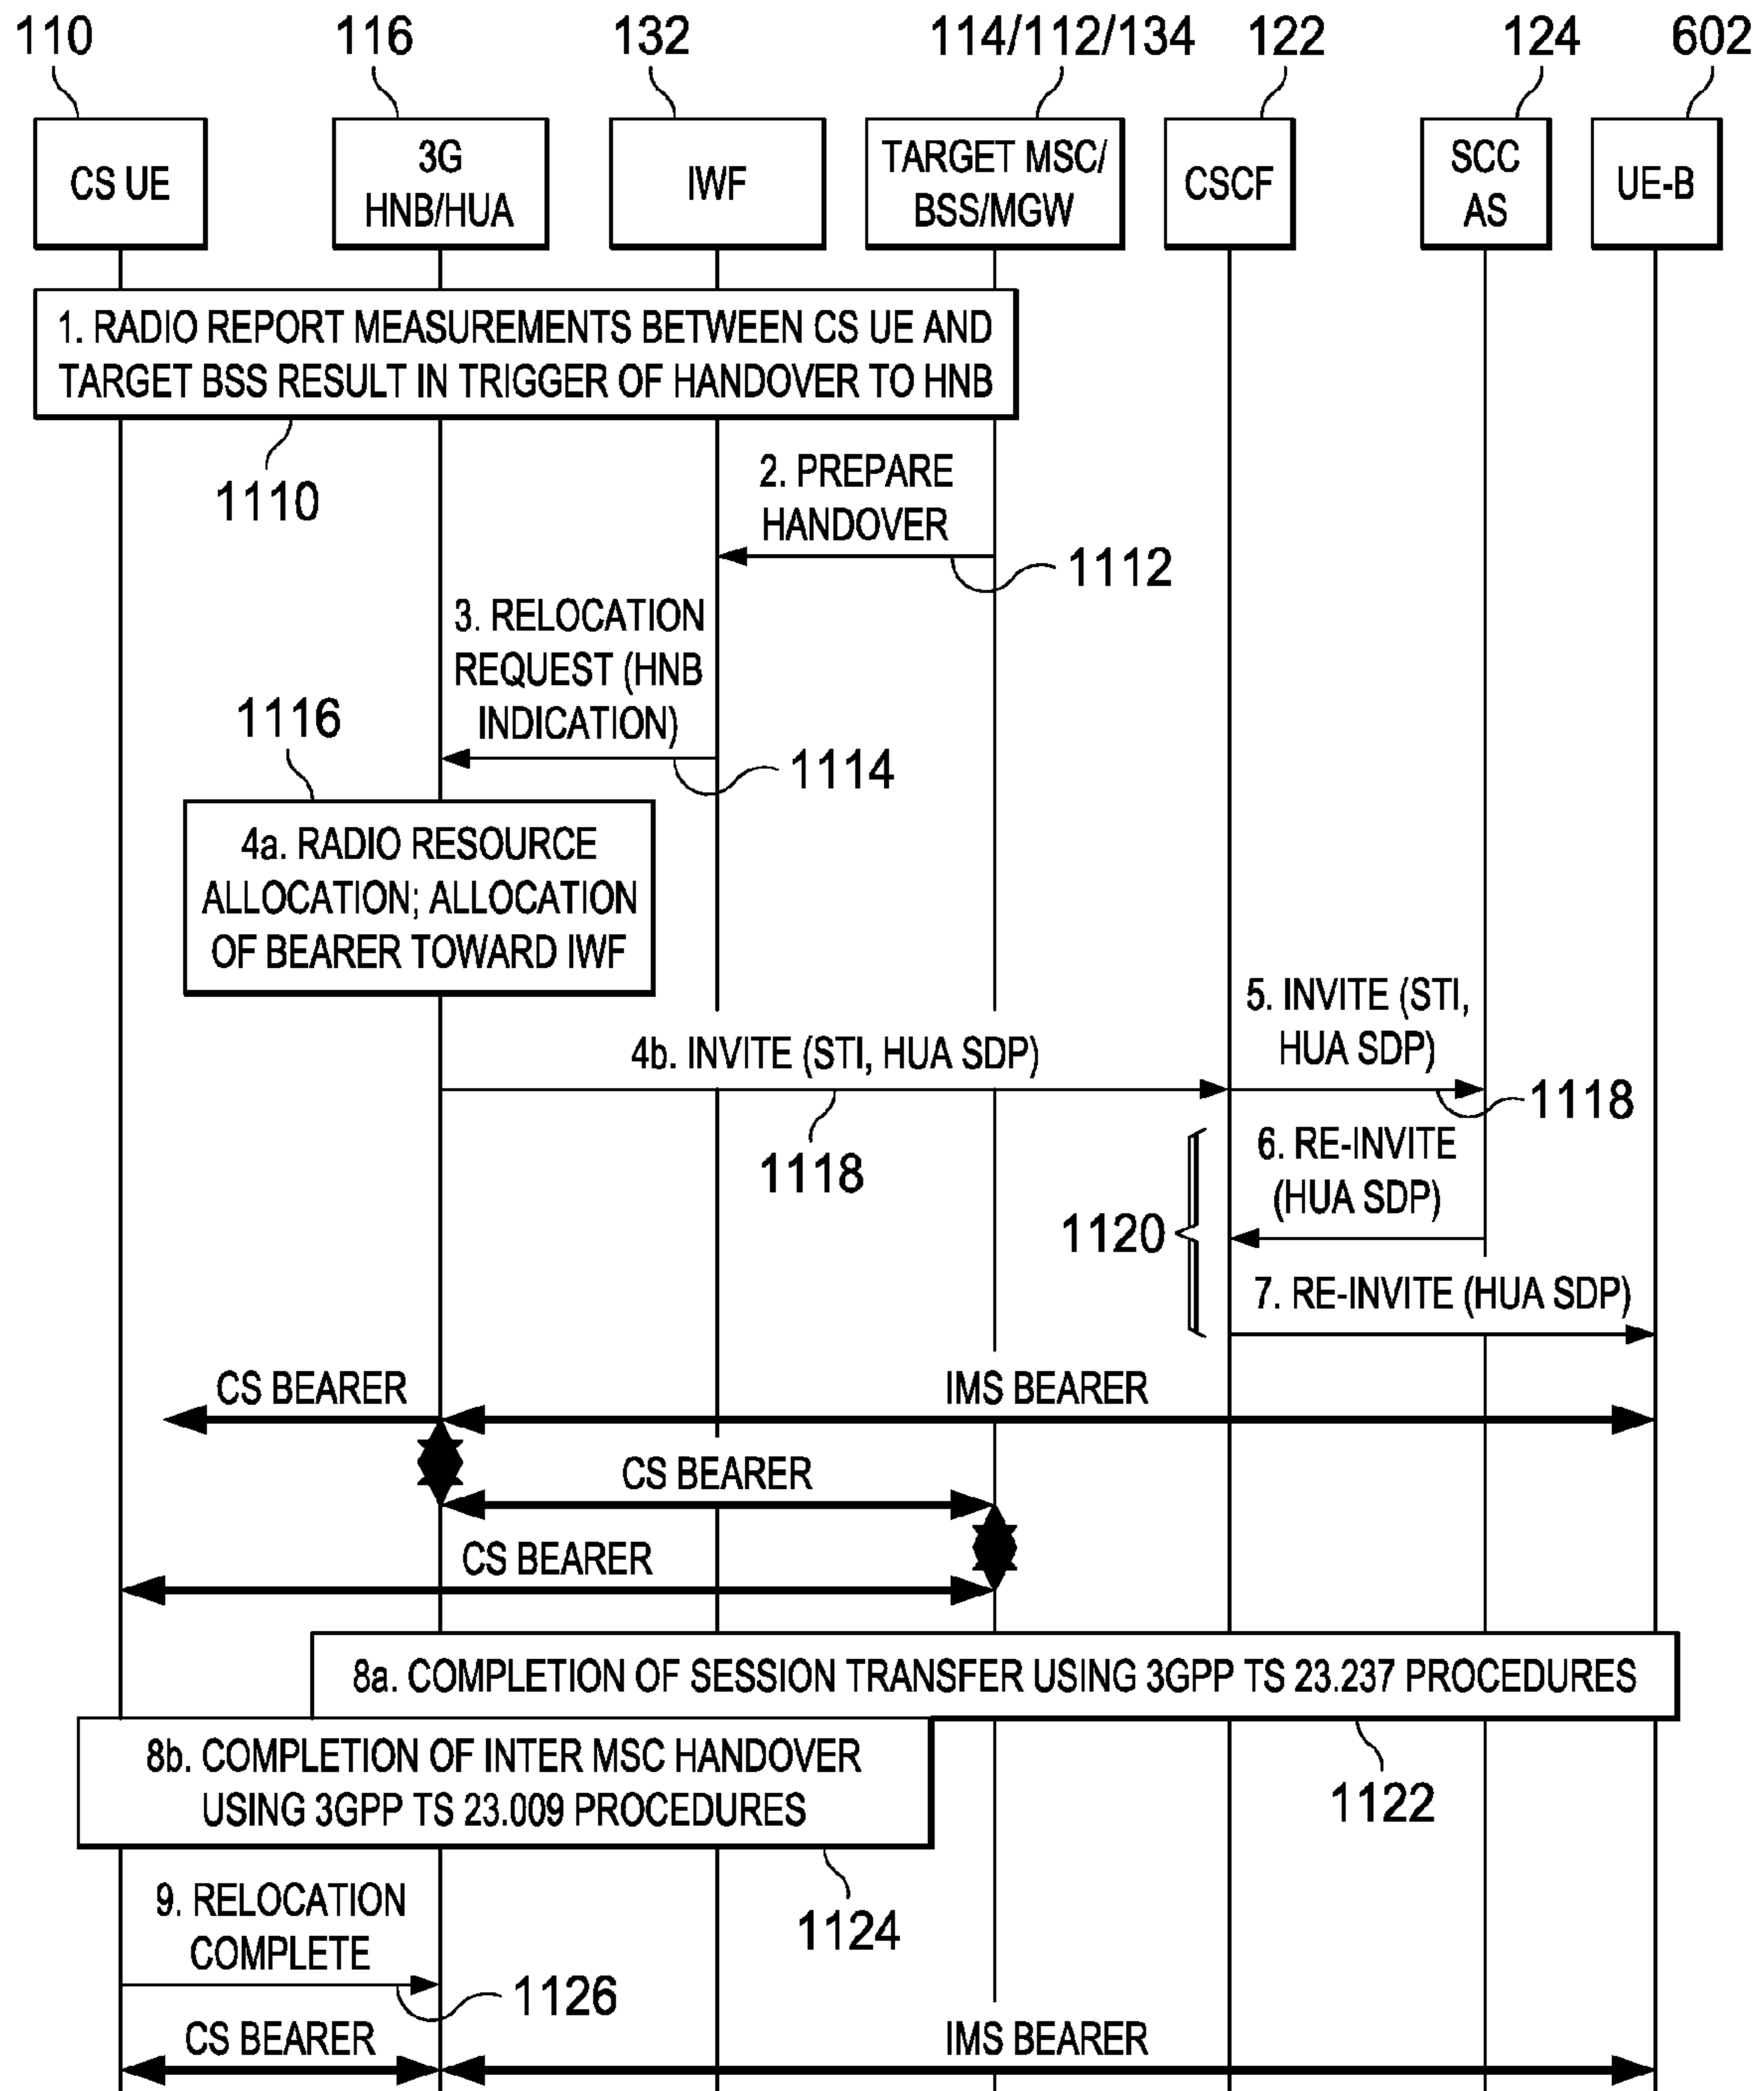 110
116
132
114/112/134
122
124
602
CS UE
3G
HNB/HUA
IWF
TARGET MSC/
BSS/MGW
CSCF
SCC
AS
UE-B
1. RADIO REPORT MEASUREMENTS BETWEEN CS UE AND
TARGET BSS RESULT IN TRIGGER OF HANDOVER TO HNB
1110
2. PREPARE
HANDOVER
1112
3. RELOCATION
REQUEST (HNB
INDICATION)
1114
1116
4a. RADIO RESOURCE
ALLOCATION; ALLOCATION
OF BEARER TOWARD IWF
4b. INVITE (STI, HUA SDP)
1118
5. INVITE (STI,
HUA SDP)
1118
6. RE-INVITE
(HUA SDP)
1120
7. RE-INVITE (HUA SDP)
CS BEARER
IMS BEARER
CS BEARER
CS BEARER
8a. COMPLETION OF SESSION TRANSFER USING 3GPP TS 23.237 PROCEDURES
1122
8b. COMPLETION OF INTER MSC HANDOVER
USING 3GPP TS 23.009 PROCEDURES
1124
9. RELOCATION
COMPLETE
1126
CS BEARER
IMS BEARER